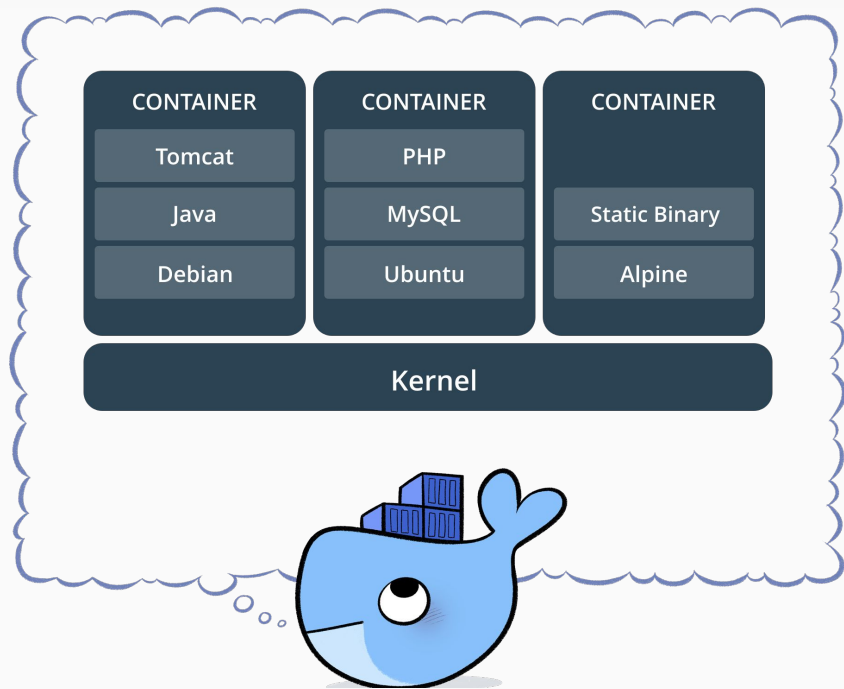 CONTAINER
Tomcat
Java
Debian
CONTAINER
PHP
MySQL
Ubuntu
CONTAINER
Static Binary
Alpine
Kernel